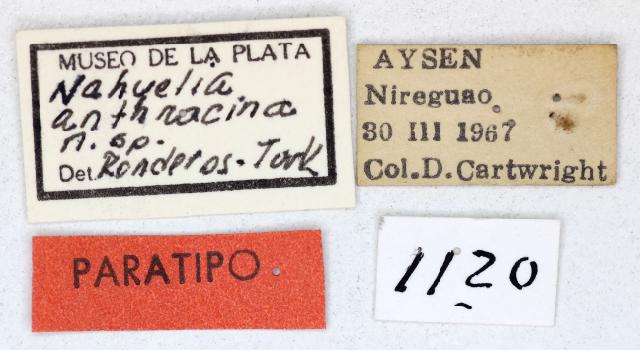 MUSEO DE LA PLATA
Nahuelia
anthracina
n. sp.
Det. Ronderos-Turk
AYSEN
Nireguao
30 III 1967
Col.D.Cartwright
PARATIPO
1120